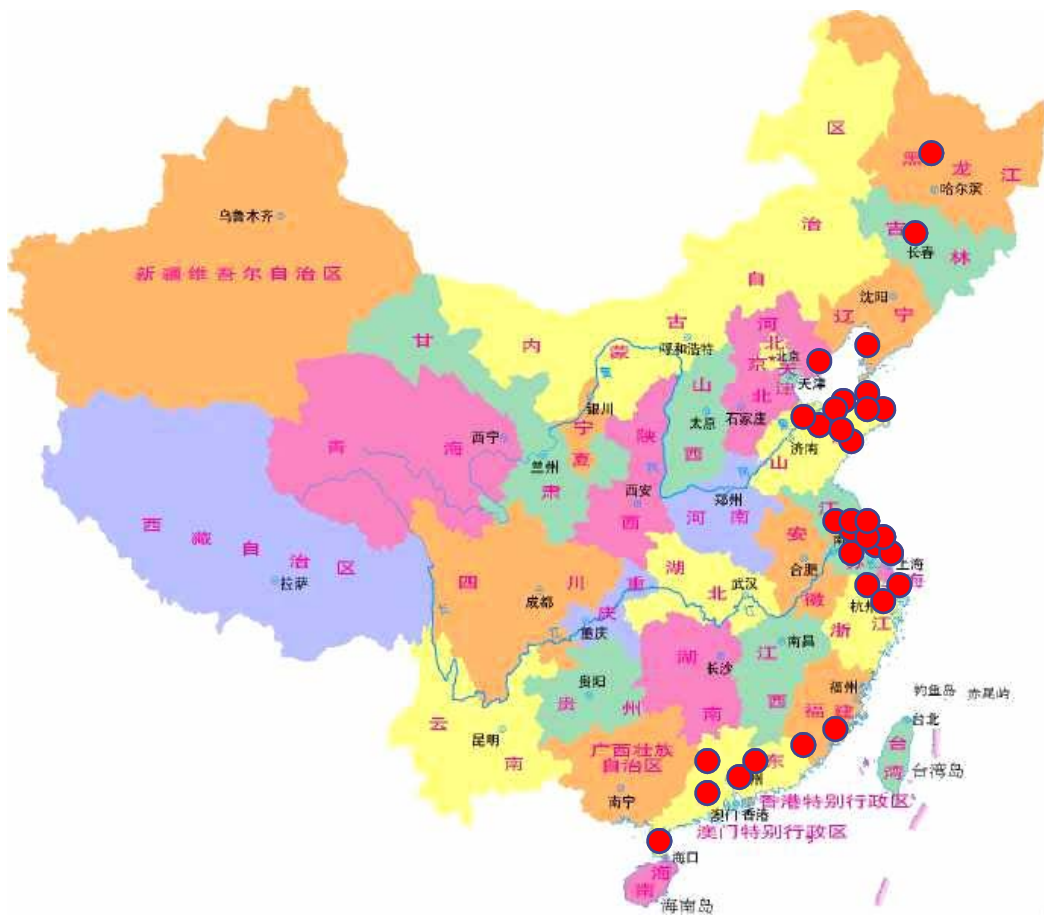 区
黑
龙
江
哈尔滨
吉
林
长春
治
乌鲁木齐
新疆维吾尔自治区
自
沈阳
辽
宁
河
古
甘
内
蒙
呼和浩特
北
北京
京
天
天津
津
山
北
银川
石家庄
太原
宁
陕
青
海
西宁
夏
西
济南
山
兰州
肃
西安
郑州
河
南
江
西
安
西
藏
自
治
区
拉萨
四
川
重
湖
合肥
上海
海
成都
武汉
北
庆
徽
杭州
重庆
浙
江
湖
江
南昌
长沙
贵阳
福州
钓鱼岛
赤尾屿
贵
州
西
云
南
福
建
台北
昆明
广西壮族
自治区
东
台
南
湾
台湾岛
州
南宁
香港特别行政区
澳门
香港
澳门特别行政区
海口
海
南
海南岛